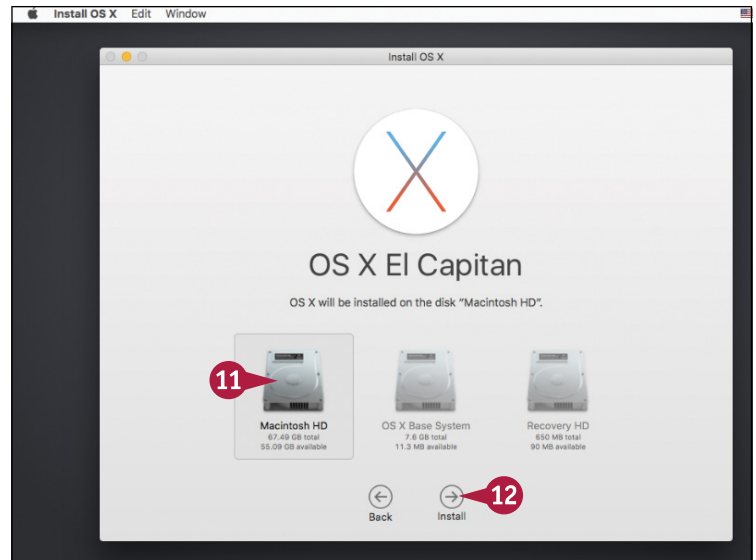 Install OS X Edit Window
Install OS X
OS X El Capitan
OS X will be installed on the disk “Macintosh HD”.
11
Macintosh HD
67.49 GB total
55.09 GB available
OS X Base System
7.6 GB total
11.3 MB available
Recovery HD
650 MB total
90 MB available
12
Back
Install